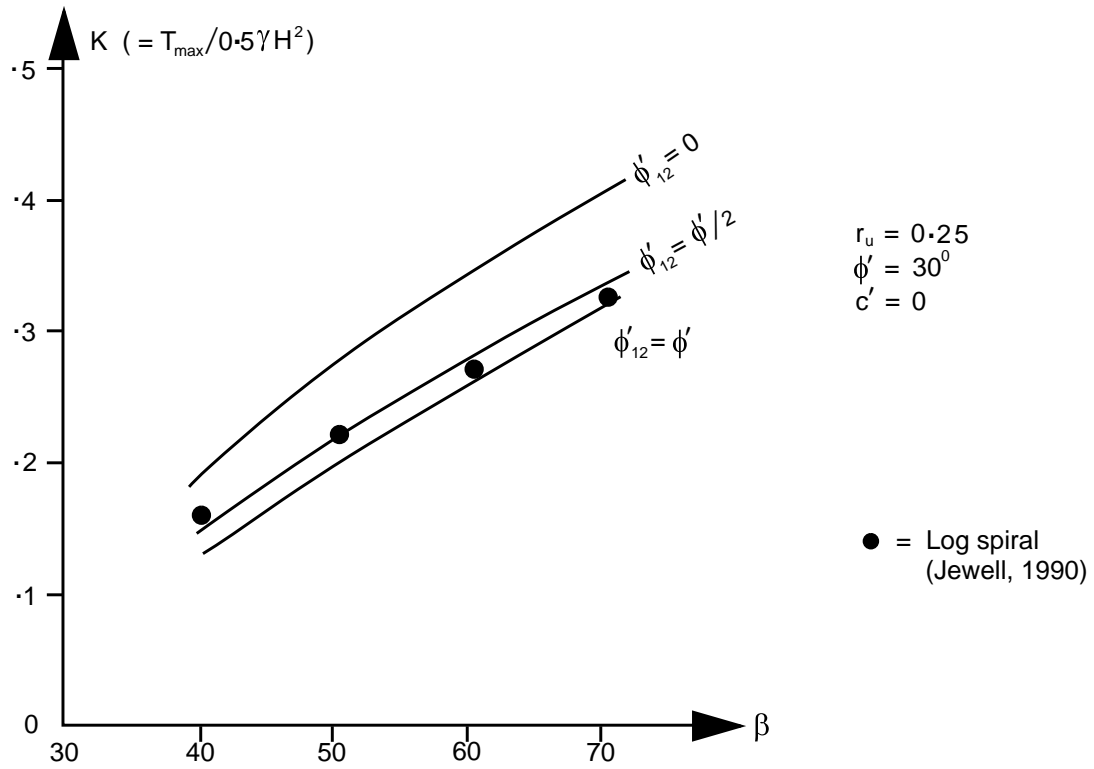 K ( = Tmax/0·5γH²)
·5
·4
·3
·2
·1
0
30
40
50
60
70
β
ϕ′12 = 0
ϕ′12 = ϕ′/2
ϕ′12 = ϕ′
ru = 0·25
ϕ′ = 30⁰
c′ = 0
● = Log spiral
(Jewell, 1990)